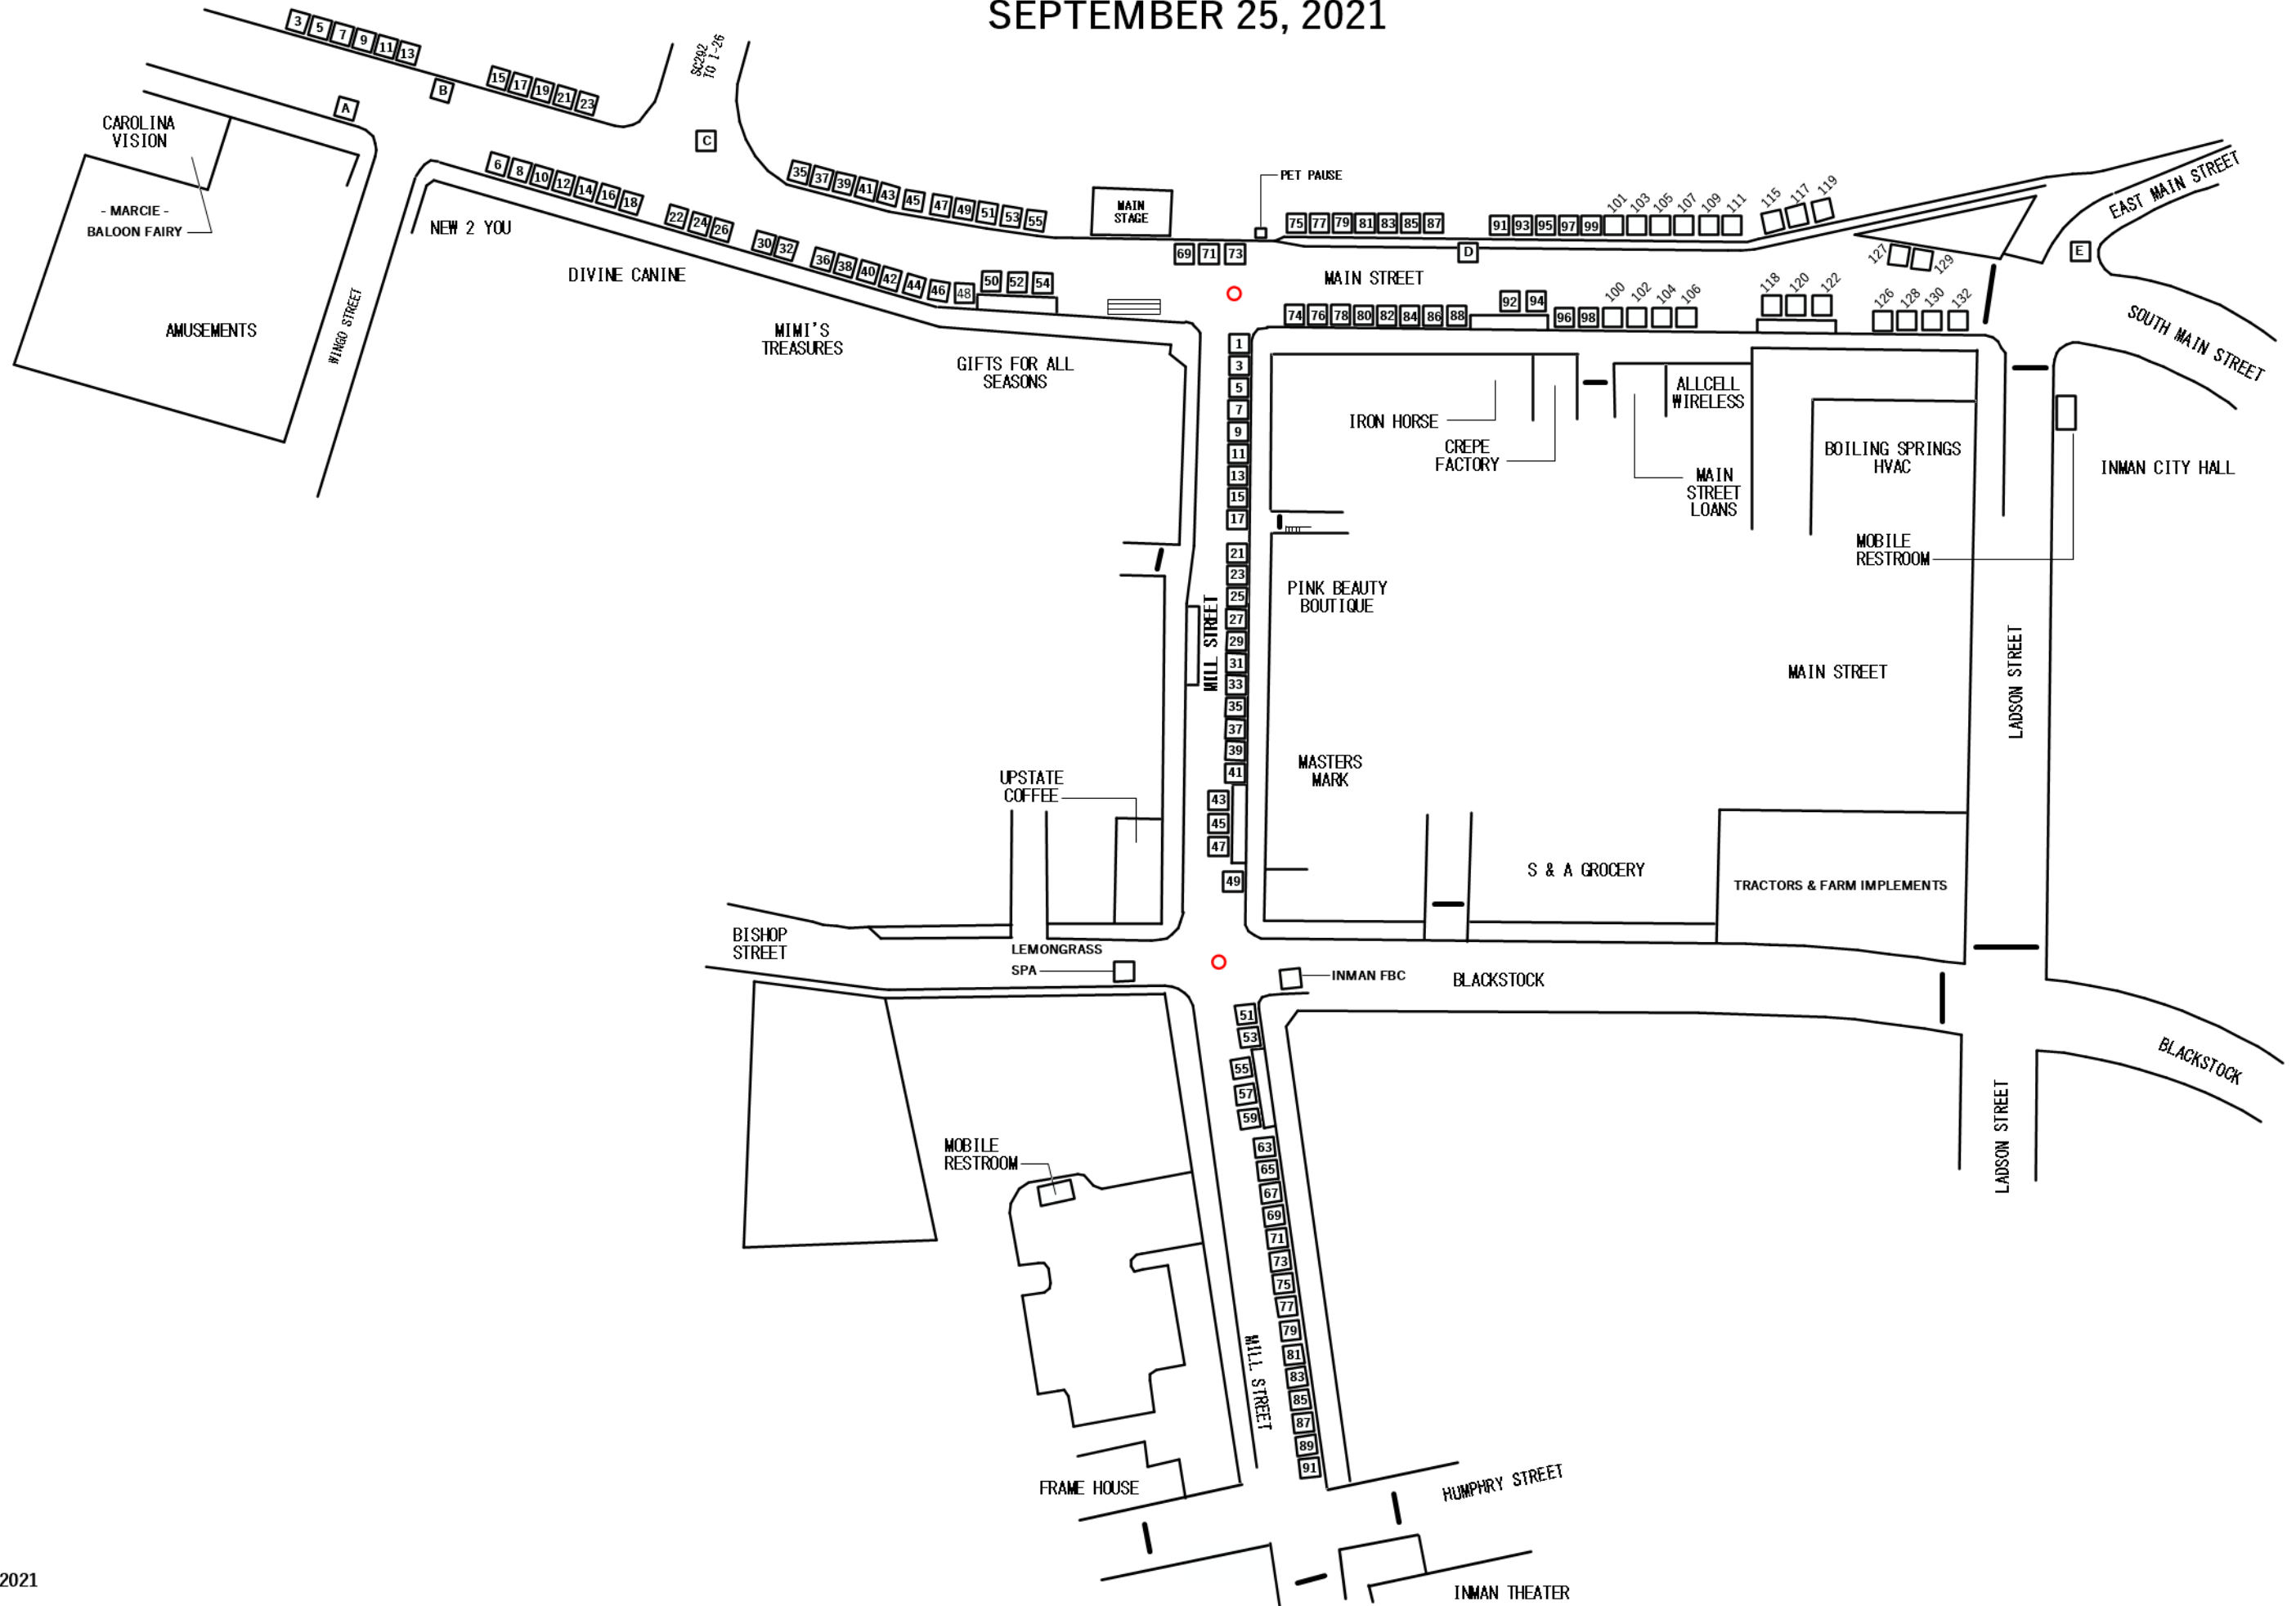 SEPTEMBER 25, 2021
3 5 7 9 11 13
15 17 19 21 23
SC292
TO I-26
A
B
C
CAROLINA
VISION
- MARCIE -
BALOON FAIRY
AMUSEMENTS
WINGO STREET
6 8 10 12 14 16 18
22 24 26
30 32
36 38 40 42 44 46 48
50 52 54
NEW 2 YOU
DIVINE CANINE
MIMI'S
TREASURES
GIFTS FOR ALL
SEASONS
35 37 39 41 43 45 47 49 51 53 55
MAIN
STAGE
PET PAUSE
69 71 73
75 77 79 81 83 85 87
91 93 95 97 99 101 103 105 107 109 111
115 117 119
D
MAIN STREET
EAST MAIN STREET
E
127 129
SOUTH MAIN STREET
74 76 78 80 82 84 86 88
92 94
96 98 100 102 104 106
118 120 122
126 128 130 132
IRON HORSE
CREPE
FACTORY
ALLCELL
WIRELESS
MAIN
STREET
LOANS
BOILING SPRINGS
HVAC
INMAN CITY HALL
MOBILE
RESTROOM
1
3
5
7
9
11
13
15
17
21
23
25
27
29
31
33
35
37
39
41
43
45
47
49
MILL STREET
PINK BEAUTY
BOUTIQUE
MASTERS
MARK
MAIN STREET
LADSON STREET
UPSTATE
COFFEE
S & A GROCERY
TRACTORS & FARM IMPLEMENTS
BISHOP
STREET
LEMONGRASS
SPA
INMAN FBC
BLACKSTOCK
BLACKSTOCK
LADSON STREET
51
53
55
57
59
63
65
67
69
71
73
75
77
79
81
83
85
87
89
91
MOBILE
RESTROOM
MILL STREET
FRAME HOUSE
HUMPHRY STREET
INMAN THEATER
2021